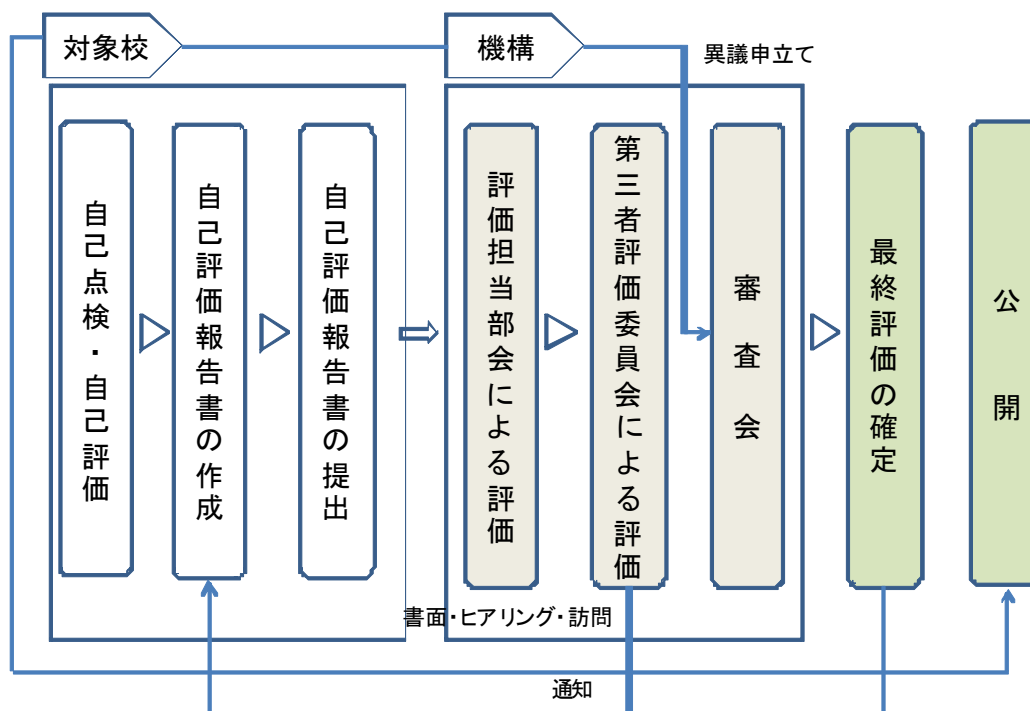 対象校
機構
異議申立て
自己点検・自己評価
自己評価報告書の作成
自己評価報告書の提出
評価担当部会による評価
第三者評価委員会による評価
審査会
最終評価の確定
公開
書面・ヒアリング・訪問
通知